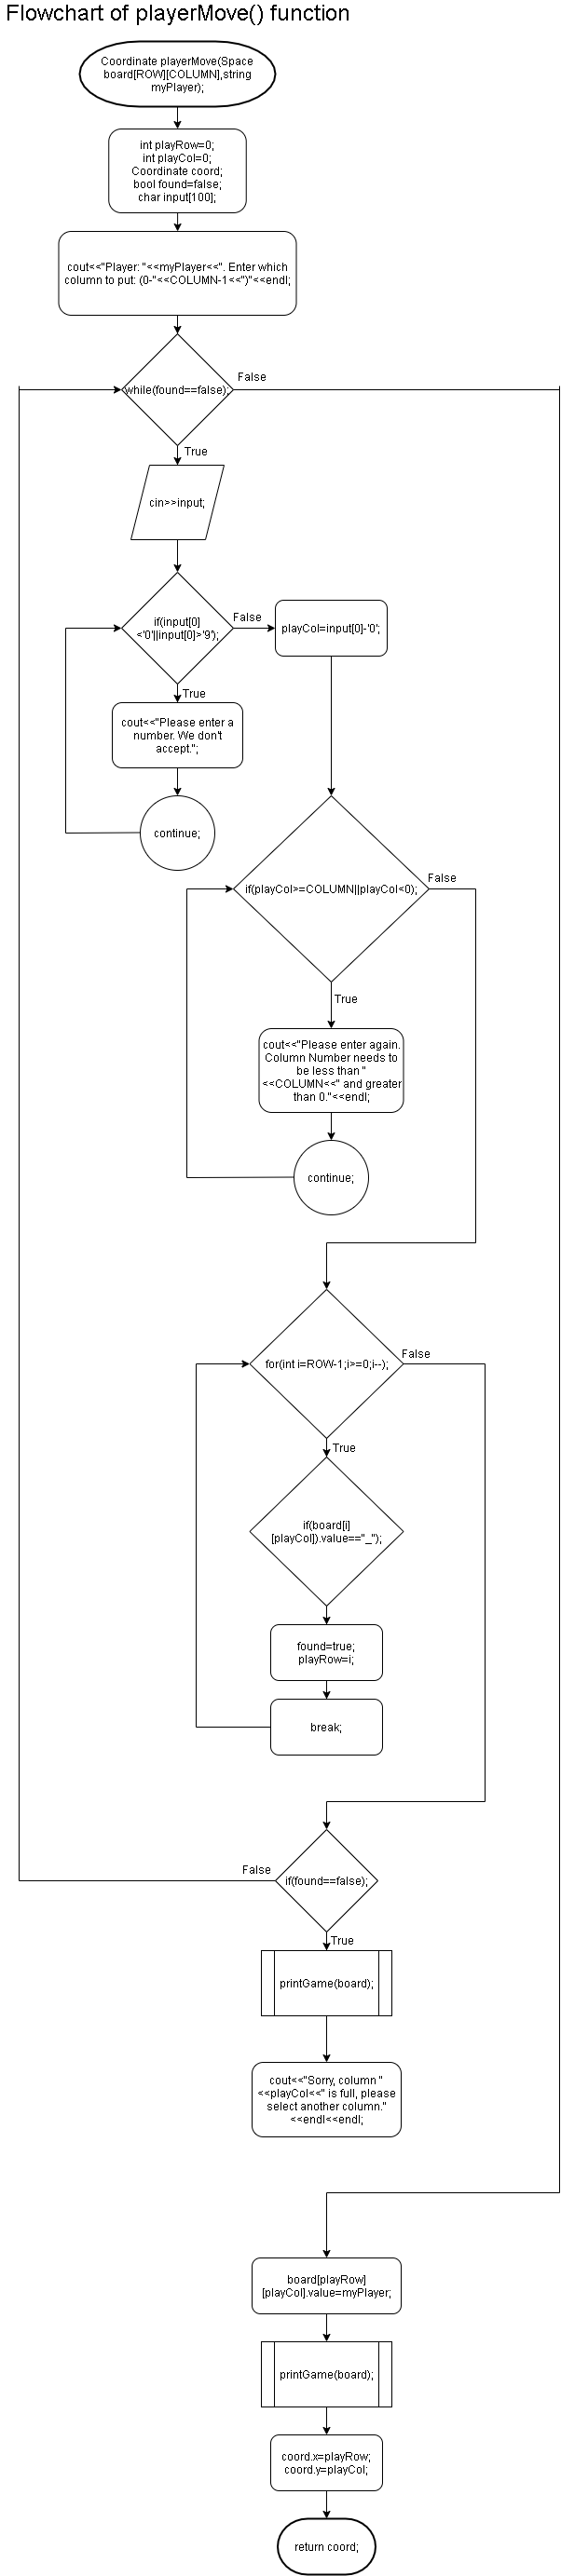 Flowchart of playerMove() function
Coordinate playerMove(Space
board[ROW][COLUMN],string
myPlayer);
int playRow=0;
int playCol=0;
Coordinate coord;
bool found=false;
char input[100];
cout<<"Player: "<<myPlayer<<". Enter which
column to put: (0-"<<COLUMN-1<<")"<<endl;
while(found==false);
False
True
cin>>input;
if(input[0]
<'0'||input[0]>'9');
False
playCol=input[0]-'0';
True
cout<<"Please enter a
number. We don't
accept.";
continue;
if(playCol>=COLUMN||playCol<0);
False
True
cout<<"Please enter again.
Column Number needs to
be less than "
<<COLUMN<<" and greater
than 0."<<endl;
continue;
for(int i=ROW-1;i>=0;i--);
False
True
if(board[i]
[playCol]).value=="_");
found=true;
playRow=i;
break;
if(found==false);
False
True
printGame(board);
cout<<"Sorry, column "
<<playCol<<" is full, please
select another column."
<<endl<<endl;
board[playRow]
[playCol].value=myPlayer;
printGame(board);
coord.x=playRow;
coord.y=playCol;
return coord;